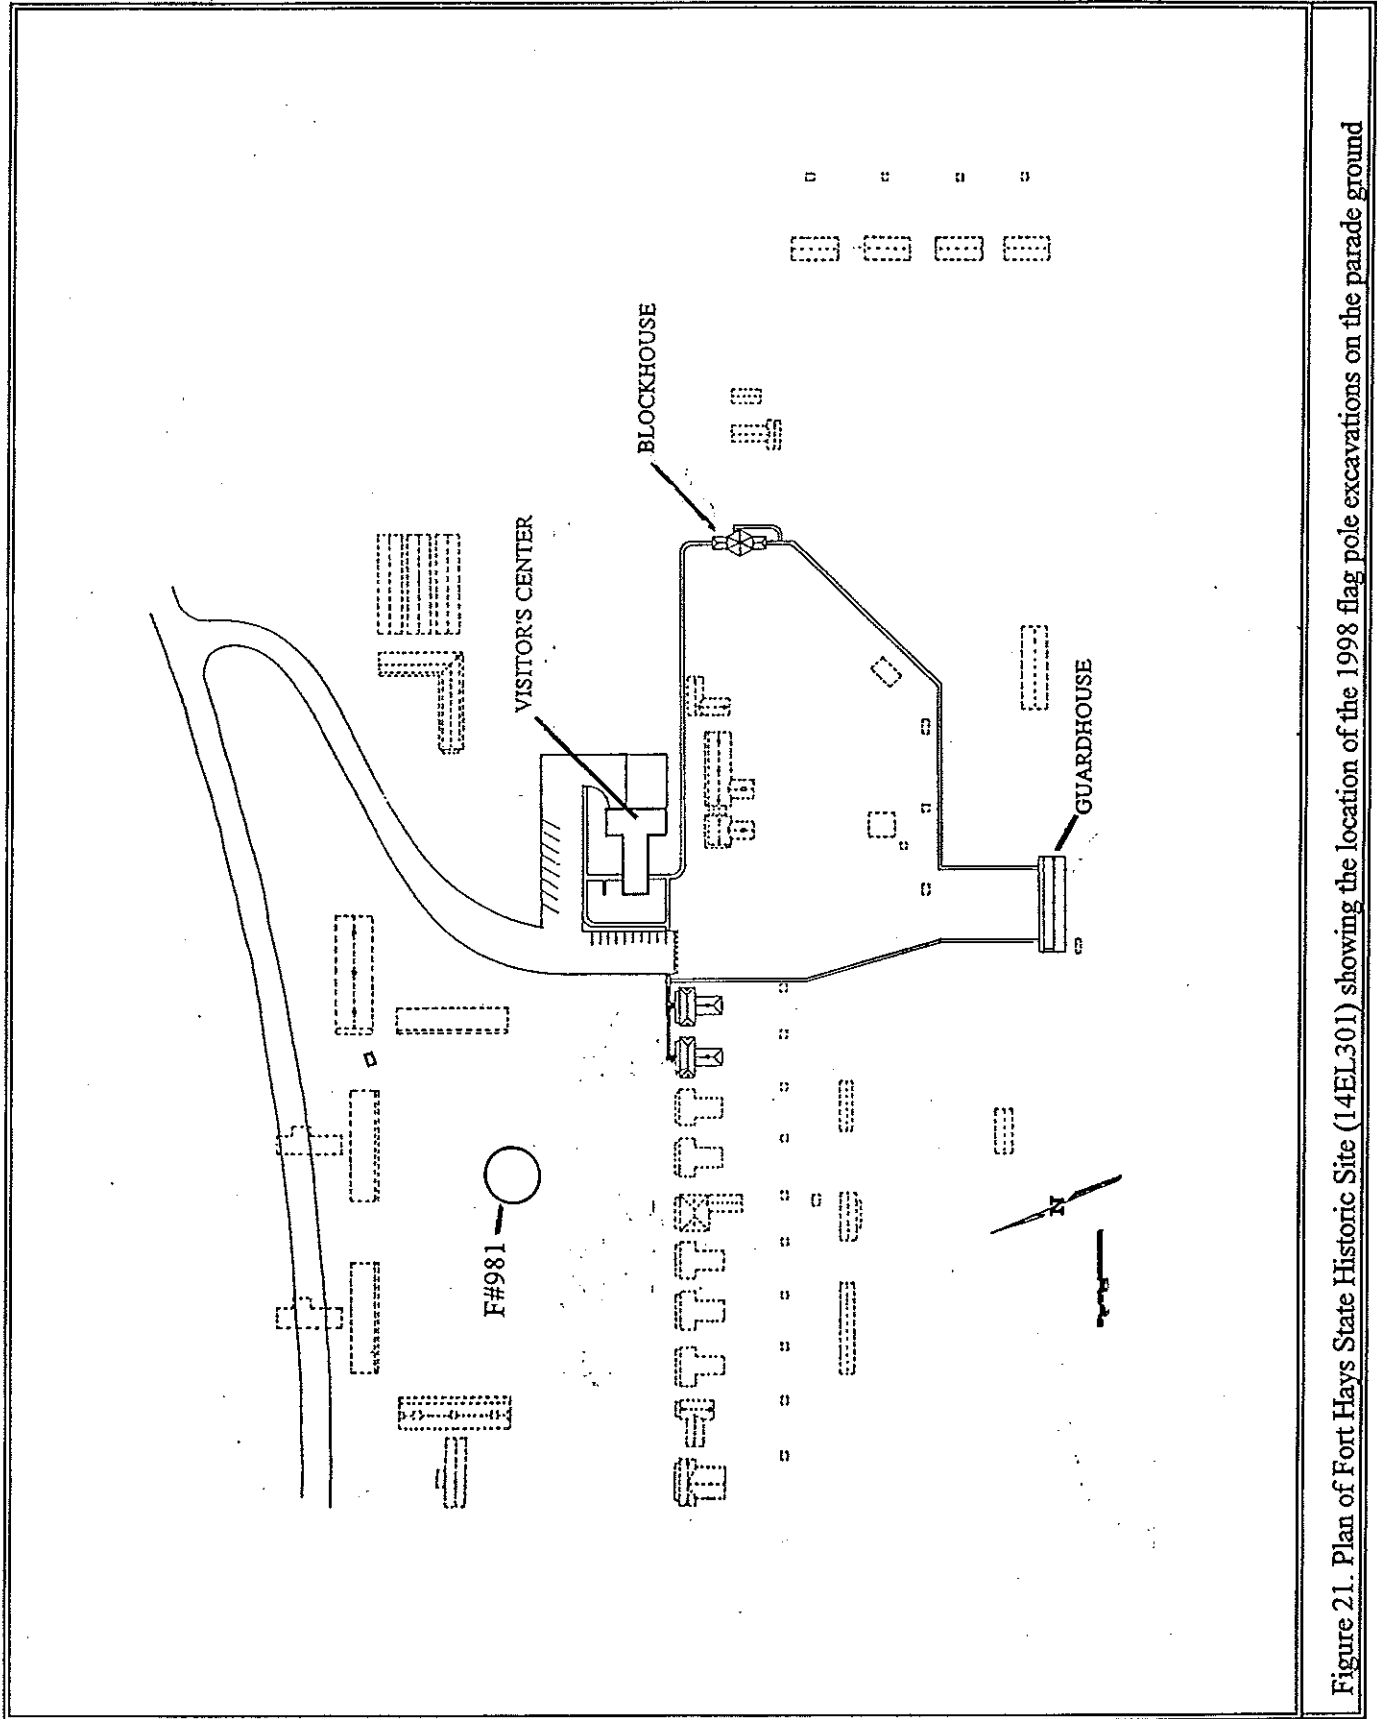 BLOCKHOUSE
VISITOR'S CENTER
GUARDHOUSE
F#981
N
Figure 21. Plan of Fort Hays State Historic Site (14EL301) showing the location of the 1998 flag pole excavations on the parade ground